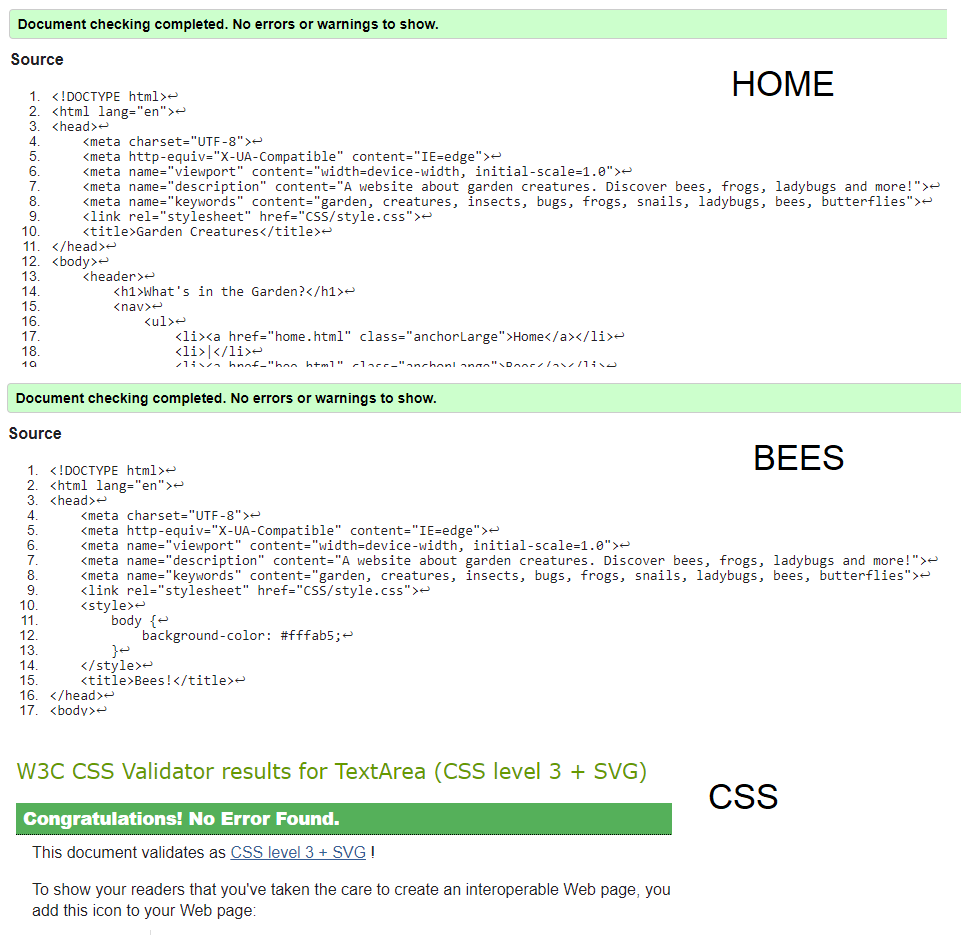 Document checking completed. No errors or warnings to show.
Source
HOME
1. <!DOCTYPE html>↩
2. <html lang="en">↩
3. <head>↩
4. <meta charset="UTF-8">↩
5. <meta http-equiv="X-UA-Compatible" content="IE=edge">↩
6. <meta name="viewport" content="width=device-width, initial-scale=1.0">↩
7. <meta name="description" content="A website about garden creatures. Discover bees, frogs, ladybugs and more!">↩
8. <meta name="keywords" content="garden, creatures, insects, bugs, frogs, snails, ladybugs, bees, butterflies">↩
9. <link rel="stylesheet" href="CSS/style.css">↩
10. <title>Garden Creatures</title>↩
11. </head>↩
12. <body>↩
13. <header>↩
14. <h1>What's in the Garden?</h1>↩
15. <nav>↩
16. <ul>↩
17. <li><a href="home.html" class="anchorLarge">Home</a></li>↩
18. <li>|</li>↩
19. <li><a href="bee.html" class="anchorLarge">Bees</a></li>↩
Document checking completed. No errors or warnings to show.
Source
BEES
1. <!DOCTYPE html>↩
2. <html lang="en">↩
3. <head>↩
4. <meta charset="UTF-8">↩
5. <meta http-equiv="X-UA-Compatible" content="IE=edge">↩
6. <meta name="viewport" content="width=device-width, initial-scale=1.0">↩
7. <meta name="description" content="A website about garden creatures. Discover bees, frogs, ladybugs and more!">↩
8. <meta name="keywords" content="garden, creatures, insects, bugs, frogs, snails, ladybugs, bees, butterflies">↩
9. <link rel="stylesheet" href="CSS/style.css">↩
10. <style>↩
11. body {↩
12. background-color: #fffab5;↩
13. }↩
14. </style>↩
15. <title>Bees!</title>↩
16. </head>↩
17. <body>↩
W3C CSS Validator results for TextArea (CSS level 3 + SVG)
CSS
Congratulations! No Error Found.
This document validates as CSS level 3 + SVG !
To show your readers that you've taken the care to create an interoperable Web page, you
add this icon to your Web page: